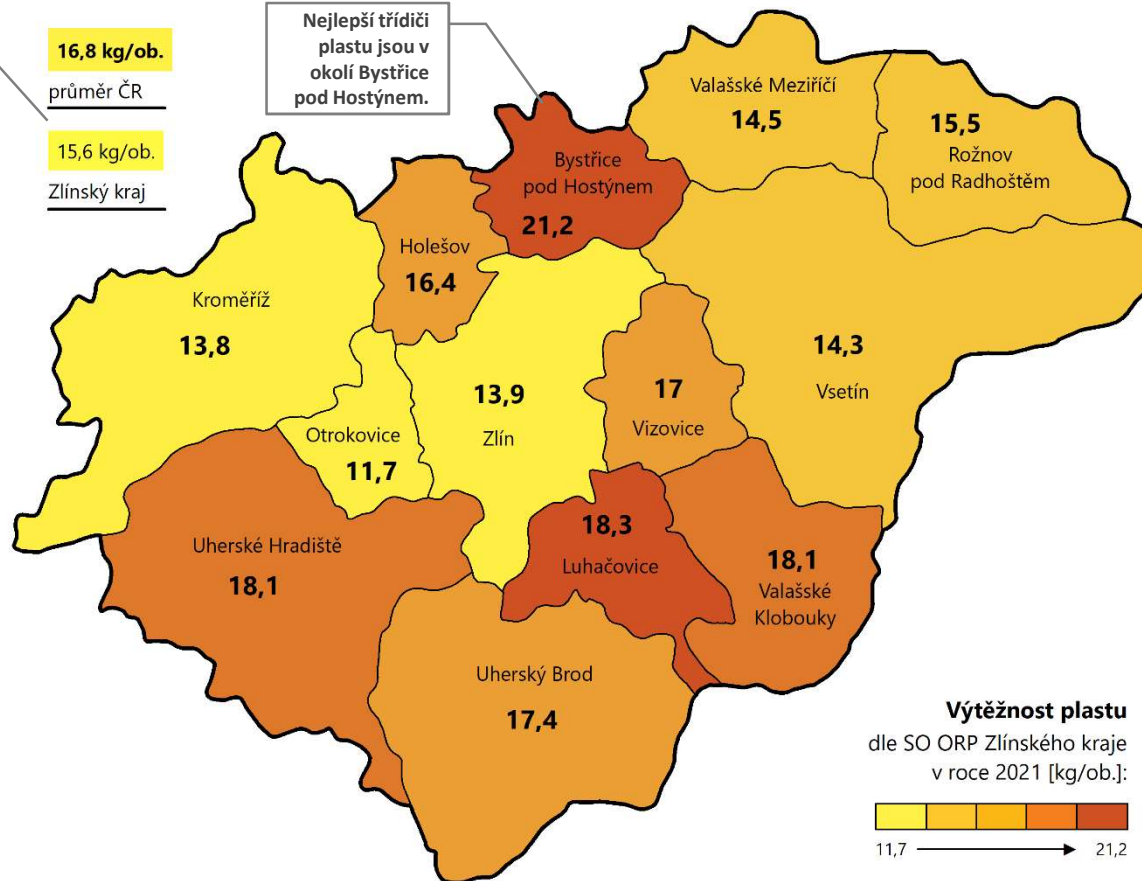 16,8 kg/ob.
průměr ČR
15,6 kg/ob.
Zlínský kraj
Nejlepší třídiči
plastu jsou v
okolí Bystřice
pod Hostýnem.
Valašské Meziříčí
14,5
15,5
Rožnov
pod Radhoštěm
Bystřice
pod Hostýnem
21,2
Holešov
16,4
Kroměříž
13,8
14,3
Vsetín
13,9
Zlín
17
Vizovice
Otrokovice
11,7
Uherské Hradiště
18,1
18,3
Luhačovice
18,1
Valašské
Klobouky
Uherský Brod
17,4
Výtěžnost plastu
dle SO ORP Zlínského kraje
v roce 2021 [kg/ob.]:
11,7 21,2